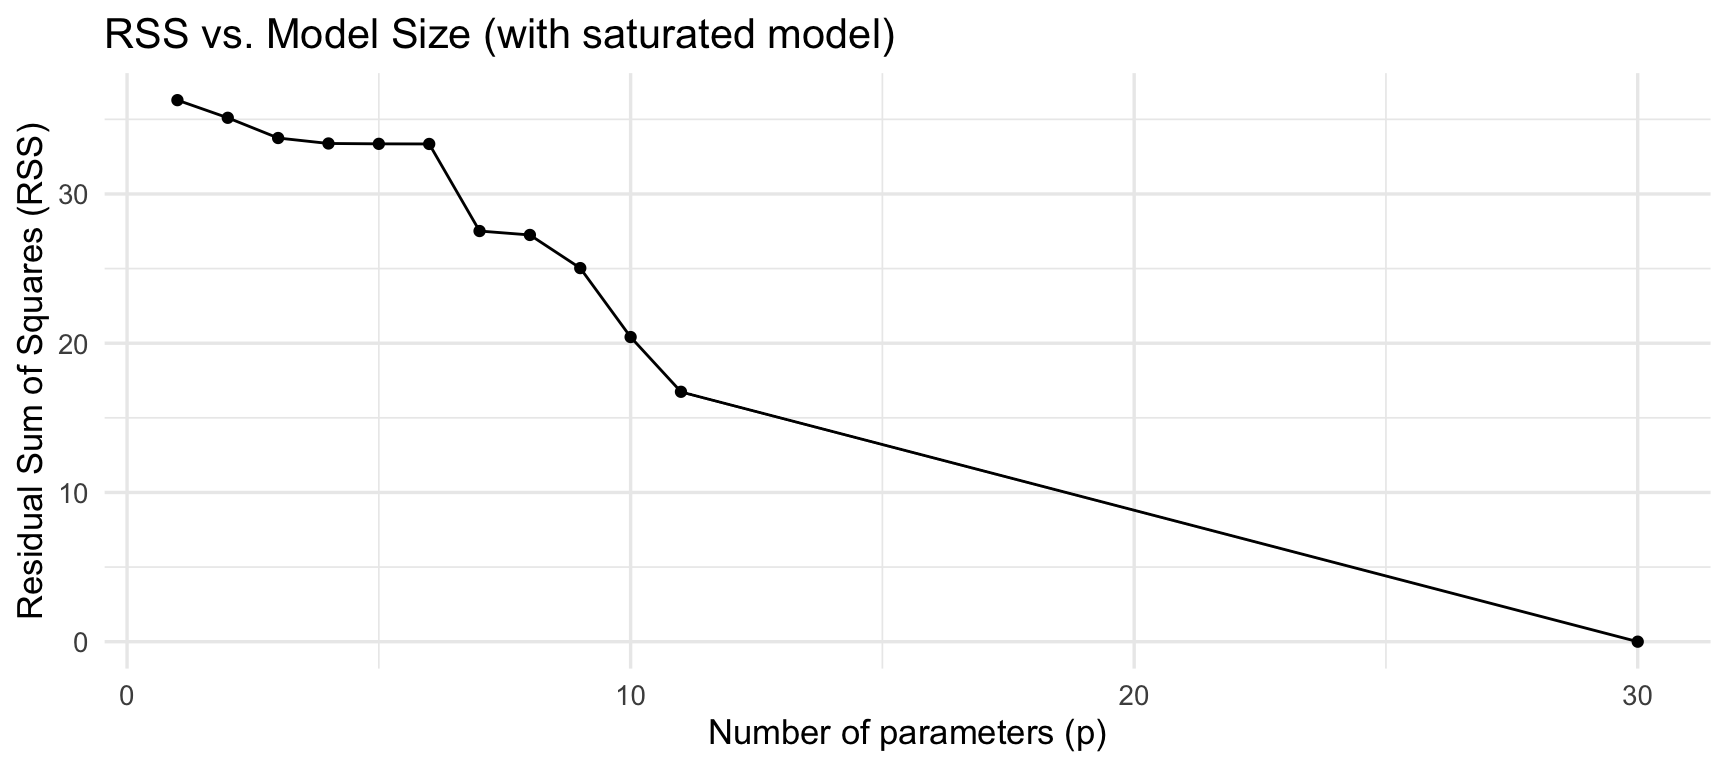 RSS vs. Model Size (with saturated model)
Residual Sum of Squares (RSS)
30
20
10
0
0 10 20 30
Number of parameters (p)